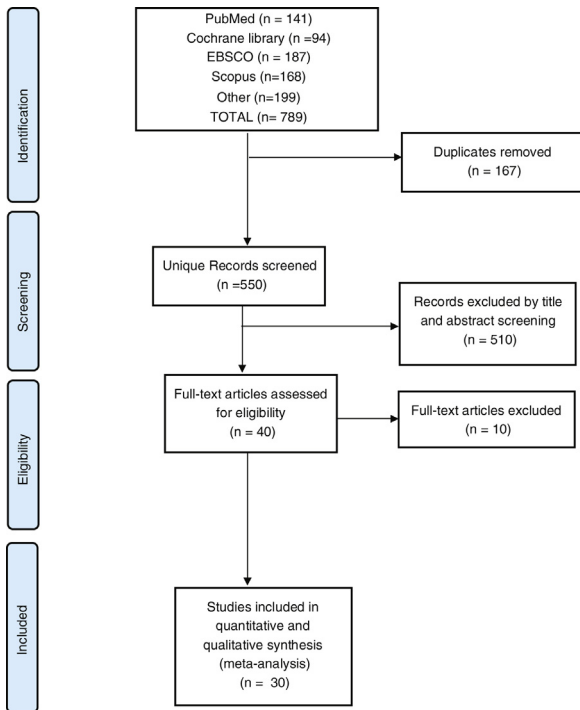 Identification
PubMed (n = 141)
Cochrane library (n =94)
EBSCO (n = 187)
Scopus (n=168)
Other (n=199)
TOTAL (n= 789)
Duplicates removed
(n = 167)
Screening
Unique Records screened
(n =550)
Records excluded by title
and abstract screening
(n = 510)
Eligibility
Full-text articles assessed
for eligibility
(n = 40)
Full-text articles excluded
(n = 10)
Included
Studies included in
quantitative and
qualitative synthesis
(meta-analysis)
(n = 30)